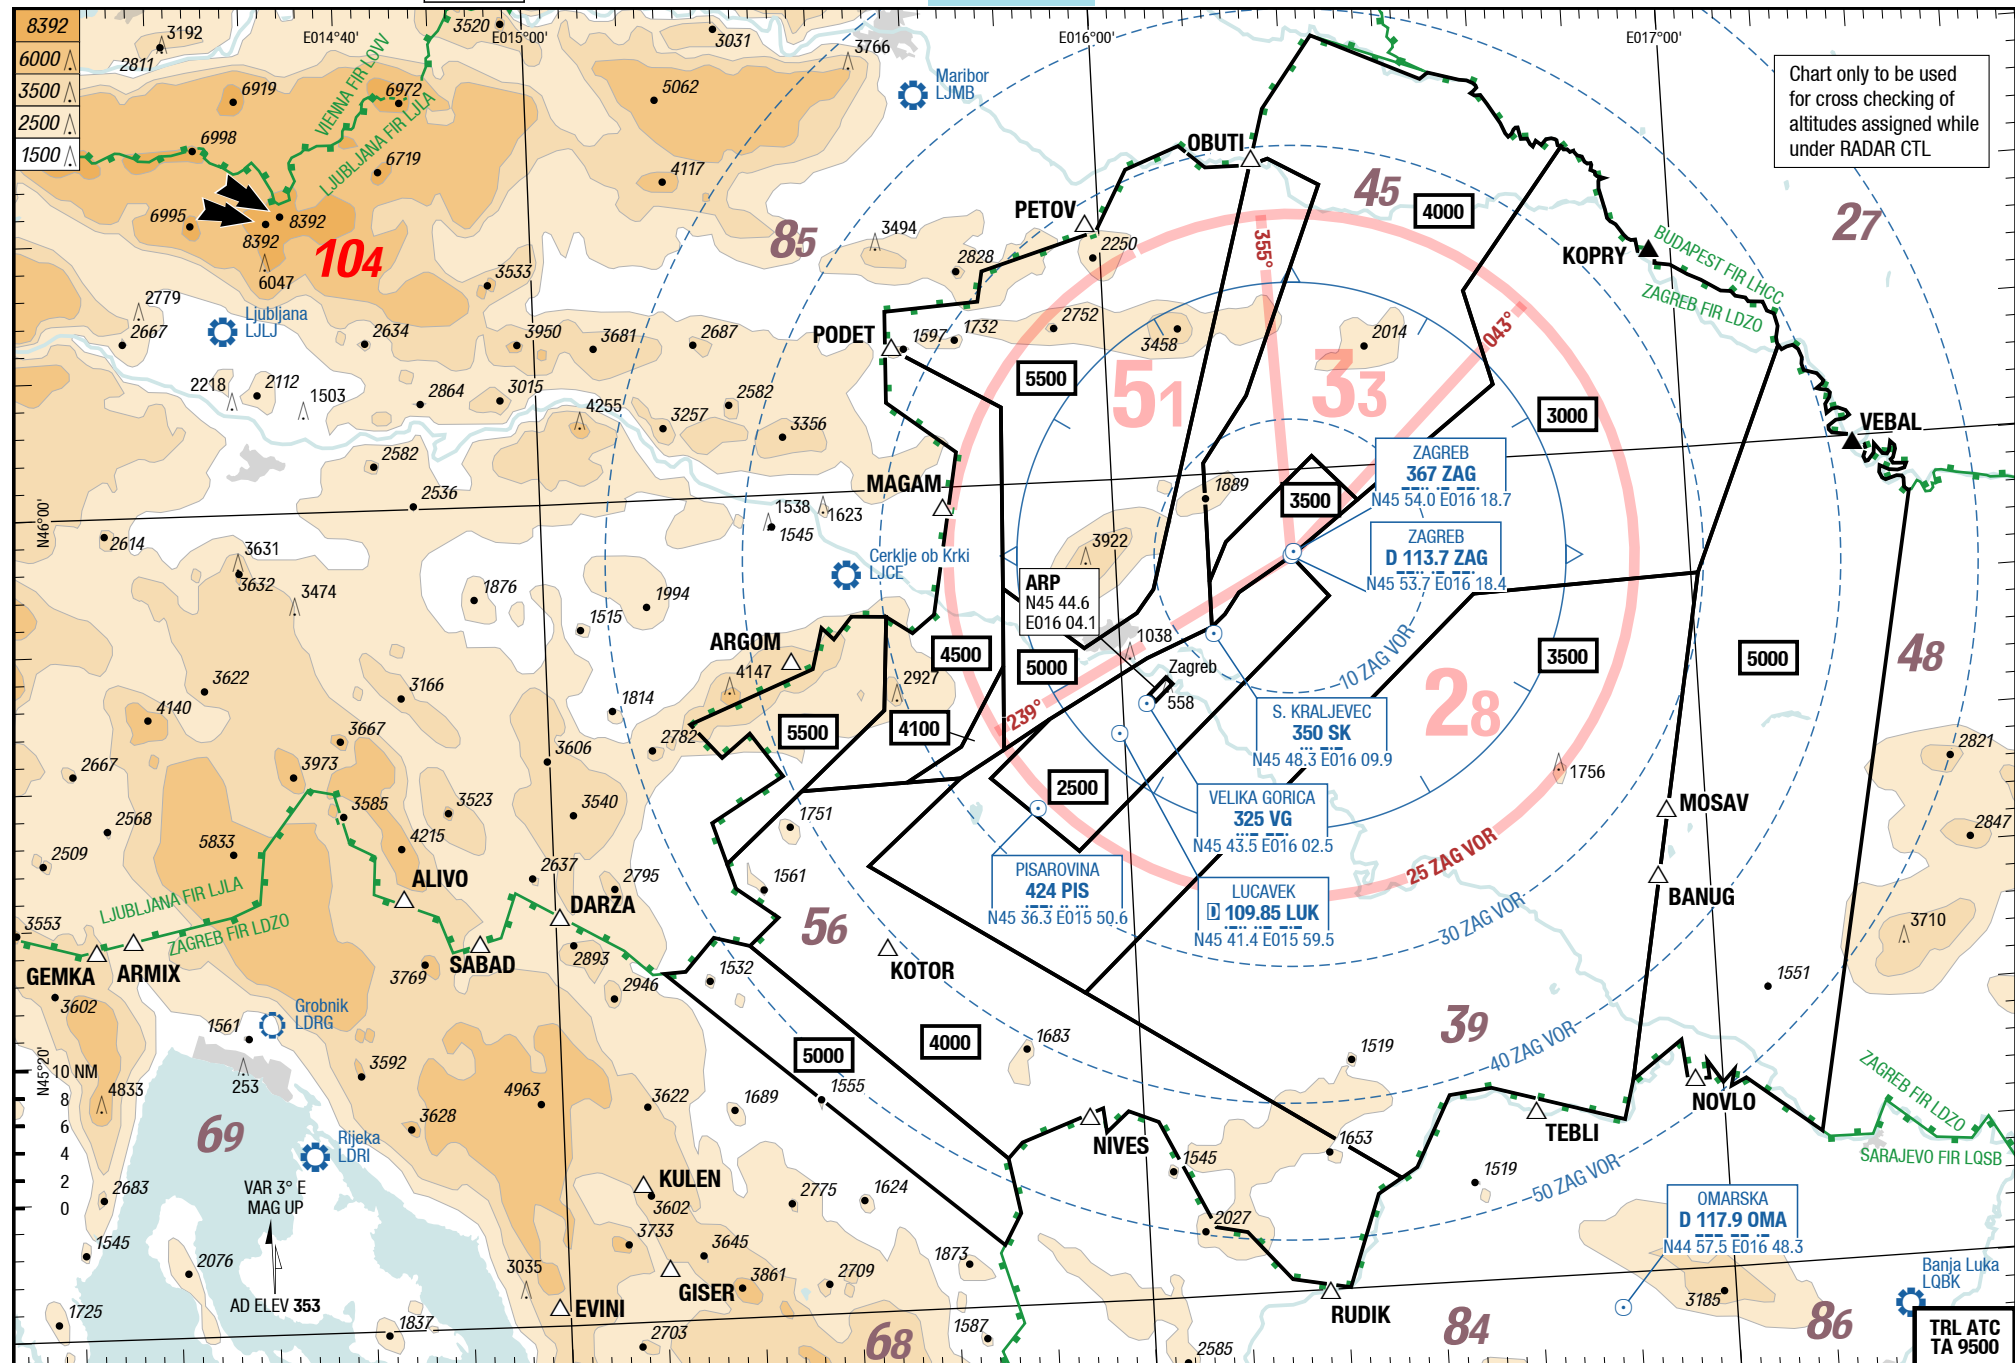 8392
6000
3500
2500
1500
3192
2811
E014°40'
3520
E015°00'
3031
3766
E016°00'
E017°00'
Chart only to be used
for cross checking of
altitudes assigned while
under RADAR CTL
Maribor
LJMB
6919
6972
5062
VIENNA FIR LOVV
LJUBLJANA FIR LJLA
6998
6719
4117
OBUTI
45
4000
27
6995
8392
8392
104
6047
85
3494
PETOV
2250
2828
355°
KOPRY
BUDAPEST FIR LHCC
ZAGREB FIR LDZO
3533
2779
2667
Ljubljana
LJLJ
2634
3950
3681
2687
PODET
1597
1732
2752
3458
2014
043°
5500
51
33
3000
2218
2112
1503
2864
3015
4255
2582
3257
3356
VEBAL
2582
2536
MAGAM
1889
3500
ZAGREB
367 ZAG
N45 54.0 E016 18.7
N46°00'
2614
1538
1545
1623
3922
ZAGREB
D 113.7 ZAG
N45 53.7 E016 18.4
3631
3632
3474
1876
1994
1515
Cerklje ob Krki
LJCE
ARP
N45 44.6
E016 04.1
ARGOM
4147
4500
5000
1038
Zagreb
558
10 ZAG VOR
3500
5000
48
3622
3166
4140
3667
1814
2782
2927
5500
4100
239°
28
S. KRALJEVEC
350 SK
N45 48.3 E016 09.9
2667
3973
3606
3585
3523
3540
2568
5833
4215
2509
1751
2500
VELIKA GORICA
325 VG
N45 43.5 E016 02.5
1756
2821
MOSAV
2847
25 ZAG VOR
ALIVO
2637
2795
DARZA
1561
PISAROVINA
424 PIS
N45 36.3 E015 50.6
LUCAVEK
D 109.85 LUK
N45 41.4 E015 59.5
BANUG
LJUBLJANA FIR LJLA
ZAGREB FIR LDZO
3553
GEMKA
ARMIX
SABAD
56
KOTOR
30 ZAG VOR
3710
3602
3769
2893
2946
1532
1551
1561
Grobnik
LDRG
5000
4000
1683
39
1519
40 ZAG VOR
N45°20'
10 NM
8
6
4
2
0
4833
253
3592
4963
3622
1689
1555
3628
NOVLO
ZAGREB FIR LDZO
SARAJEVO FIR LQSB
69
Rijeka
LDRI
NIVES
TEBLI
1653
1545
1519
50 ZAG VOR
2683
VAR 3° E
MAG UP
KULEN
3602
2775
1624
2027
OMARSKA
D 117.9 OMA
N44 57.5 E016 48.3
1545
2076
3733
3645
1873
3035
GISER
3861
2709
3185
Banja Luka
LQBK
AD ELEV 353
EVINI
RUDIK
1725
1837
2703
68
1587
2585
84
86
TRL ATC
TA 9500